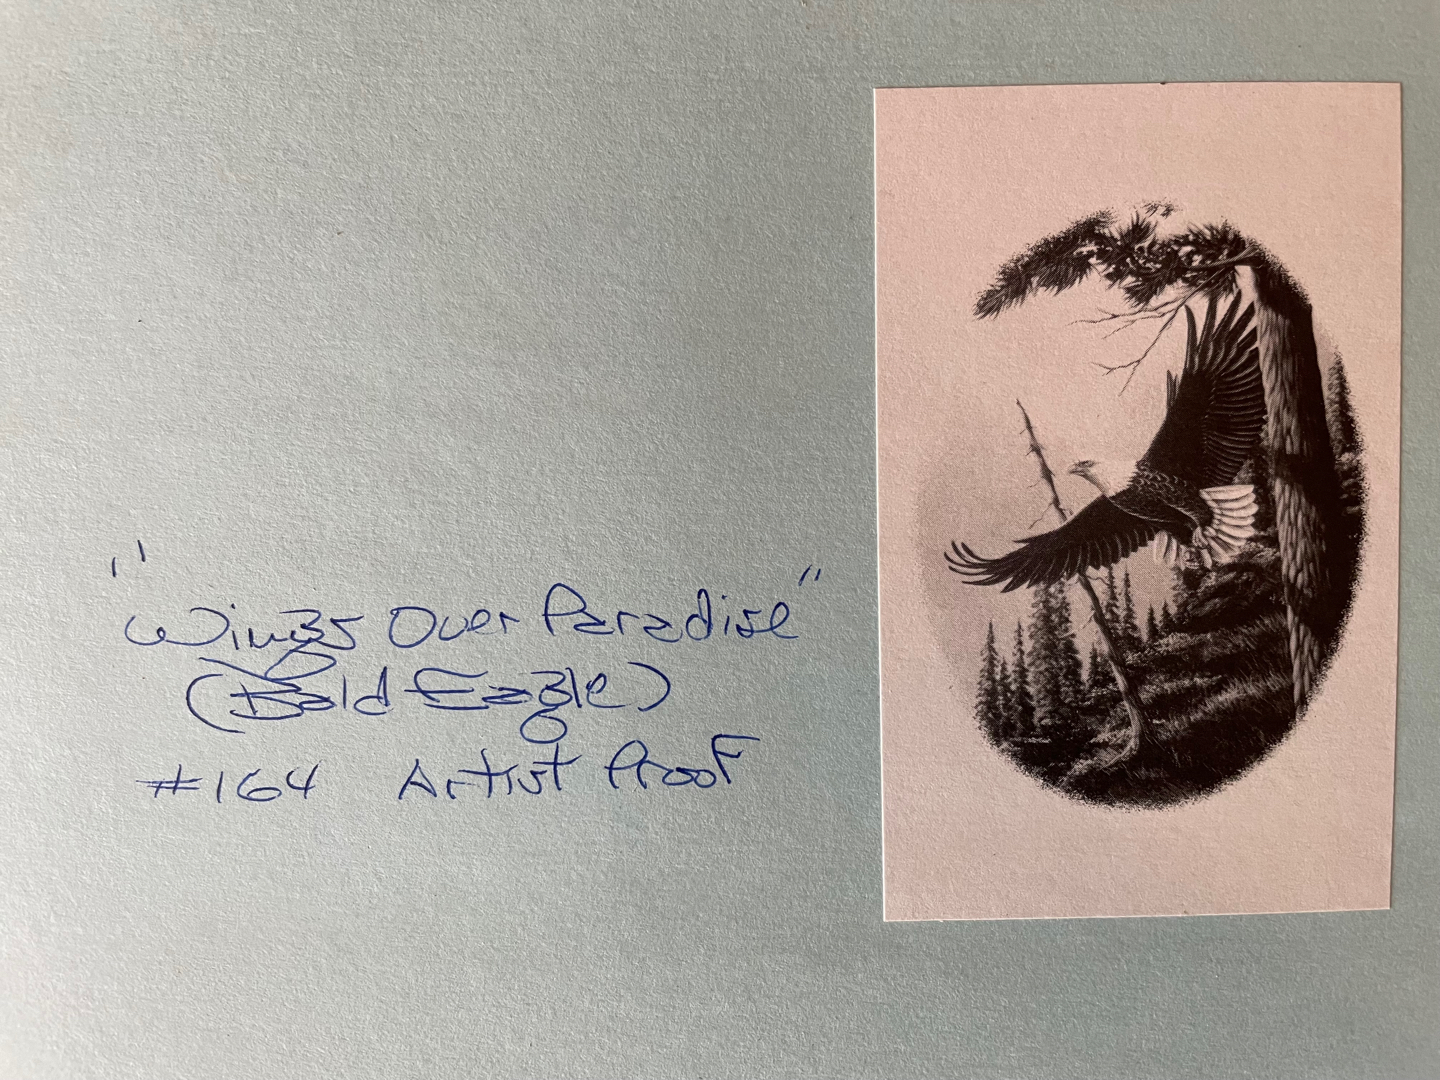 "Wings Over Paradise"
(Bald Eagle)
#164 Artist Proof